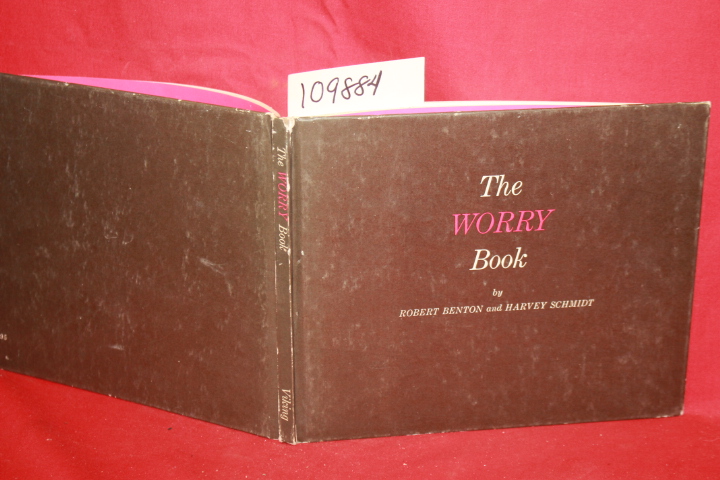 109884
The
WORRY
Book
by
ROBERT BENTON and HARVEY SCHMIDT
The WORRY Book
Viking